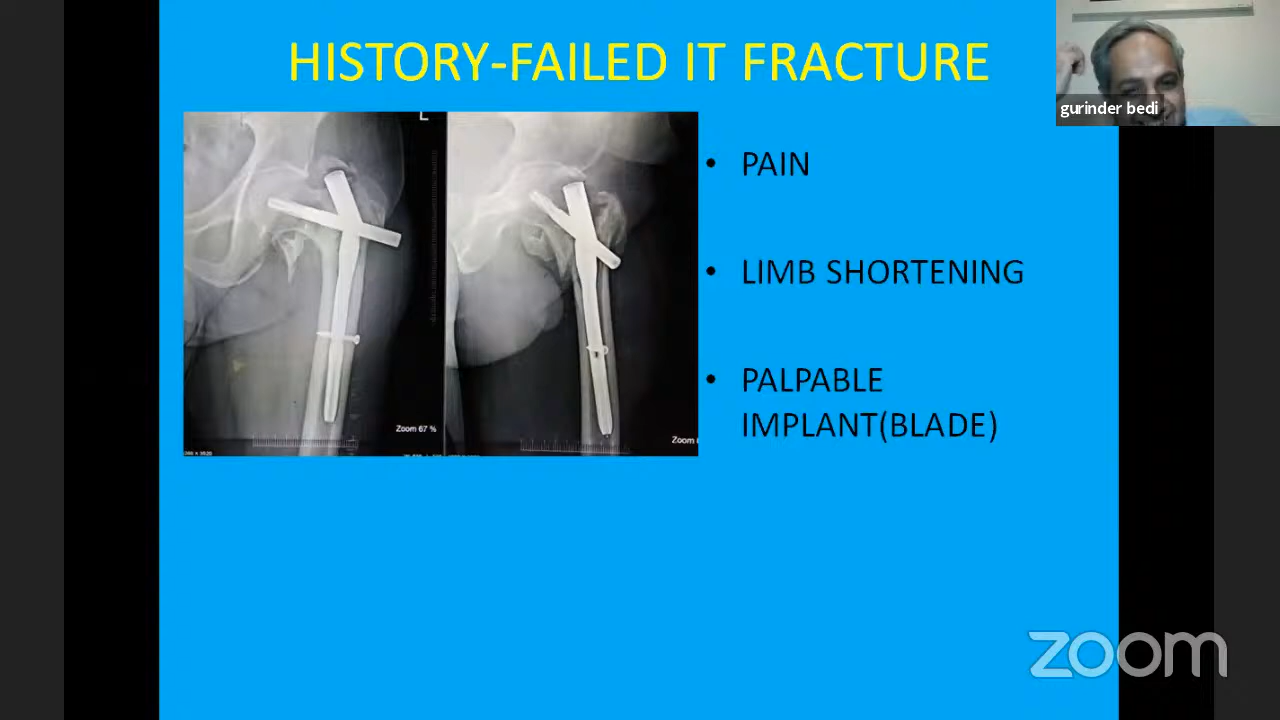 HISTORY-FAILED IT FRACTURE
gurinder bedi
L
• PAIN
• LIMB SHORTENING
• PALPABLE
IMPLANT(BLADE)
Zoom 67 %
Zoom
zoom